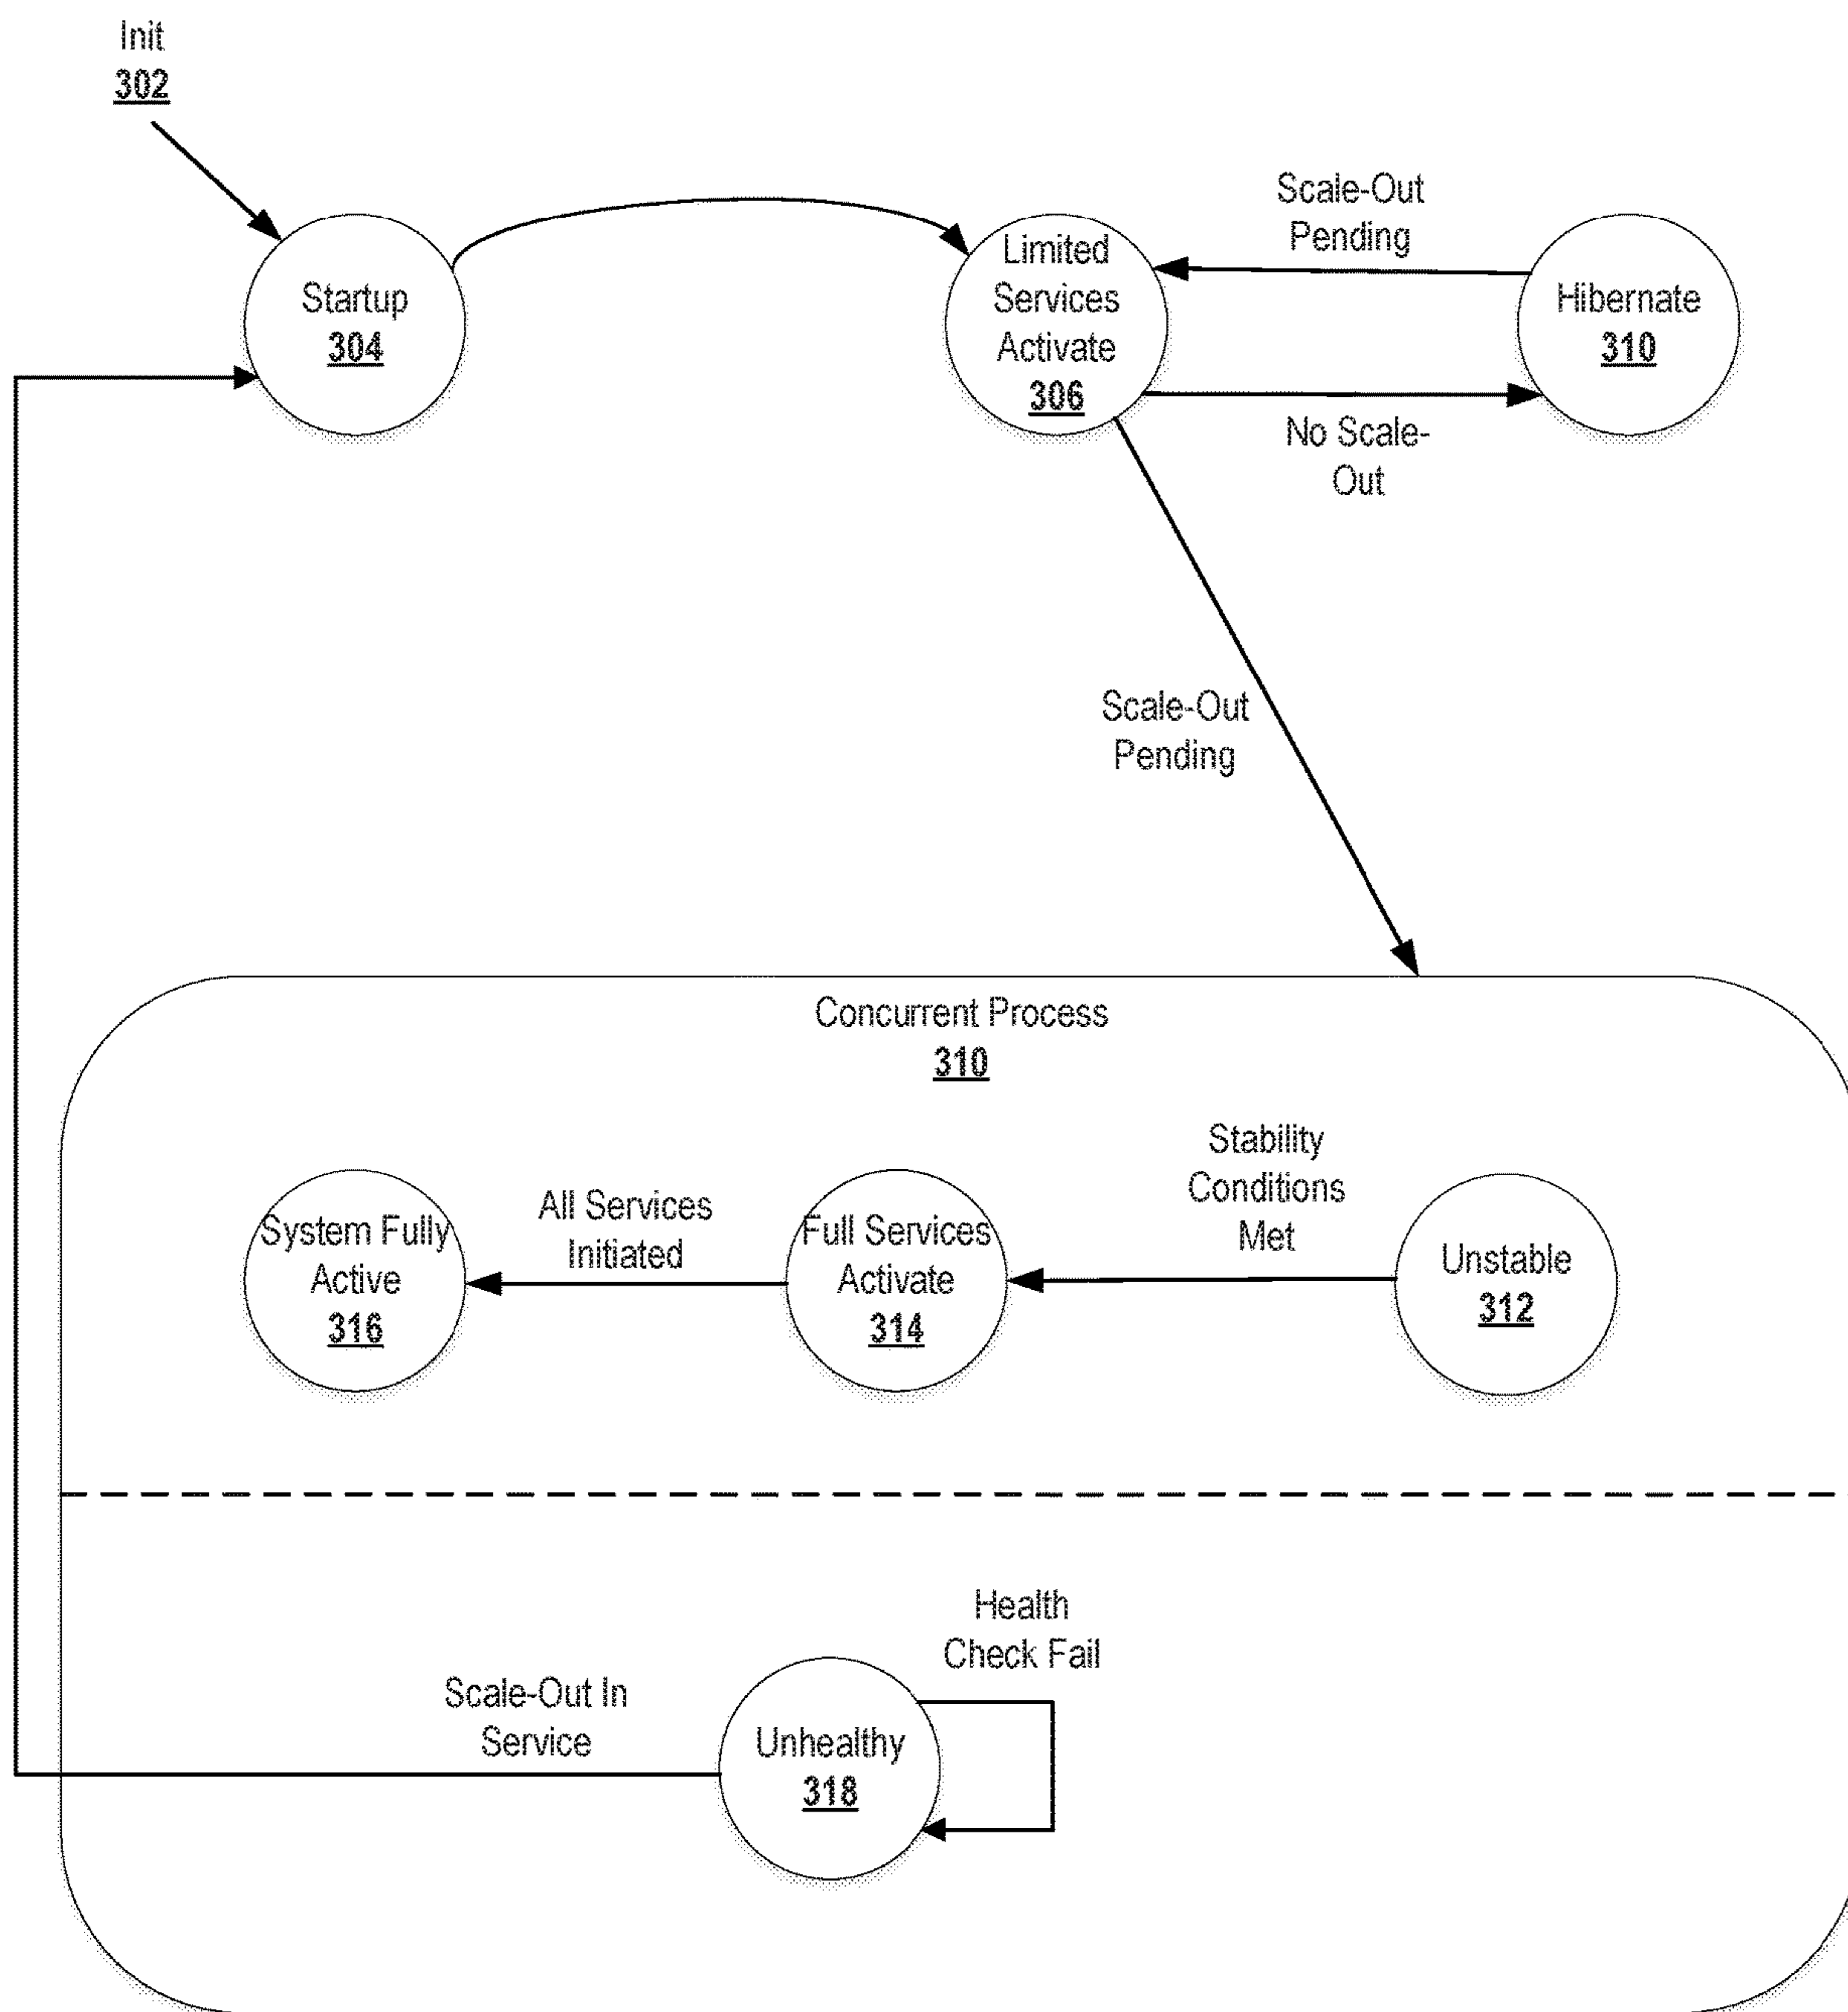 Init
302
Startup
304
Limited
Services
Activate
306
Scale-Out
Pending
Hibernate
310
No Scale-
Out
Scale-Out
Pending
Concurrent Process
310
System Fully
Active
316
All Services
Initiated
Full Services
Activate
314
Stability
Conditions
Met
Unstable
312
Health
Check Fail
Scale-Out In
Service
Unhealthy
318